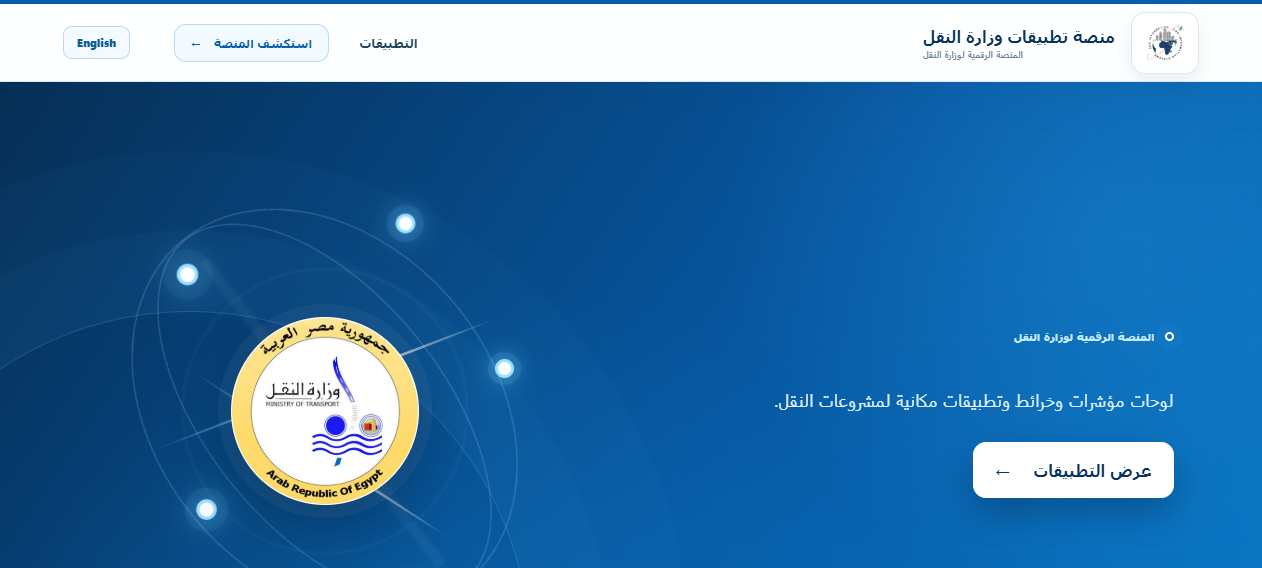 منصة تطبيقات وزارة النقل
المنصة الرقمية لوزارة النقل
التطبيقات
استكشف المنصة ←
English
المنصة الرقمية لوزارة النقل
لوحات مؤشرات وخرائط وتطبيقات مكانية لمشروعات النقل.
عرض التطبيقات ←
جمهورية مصر العربية
وزارة النقل
MINISTRY OF TRANSPORT
Arab Republic Of Egypt